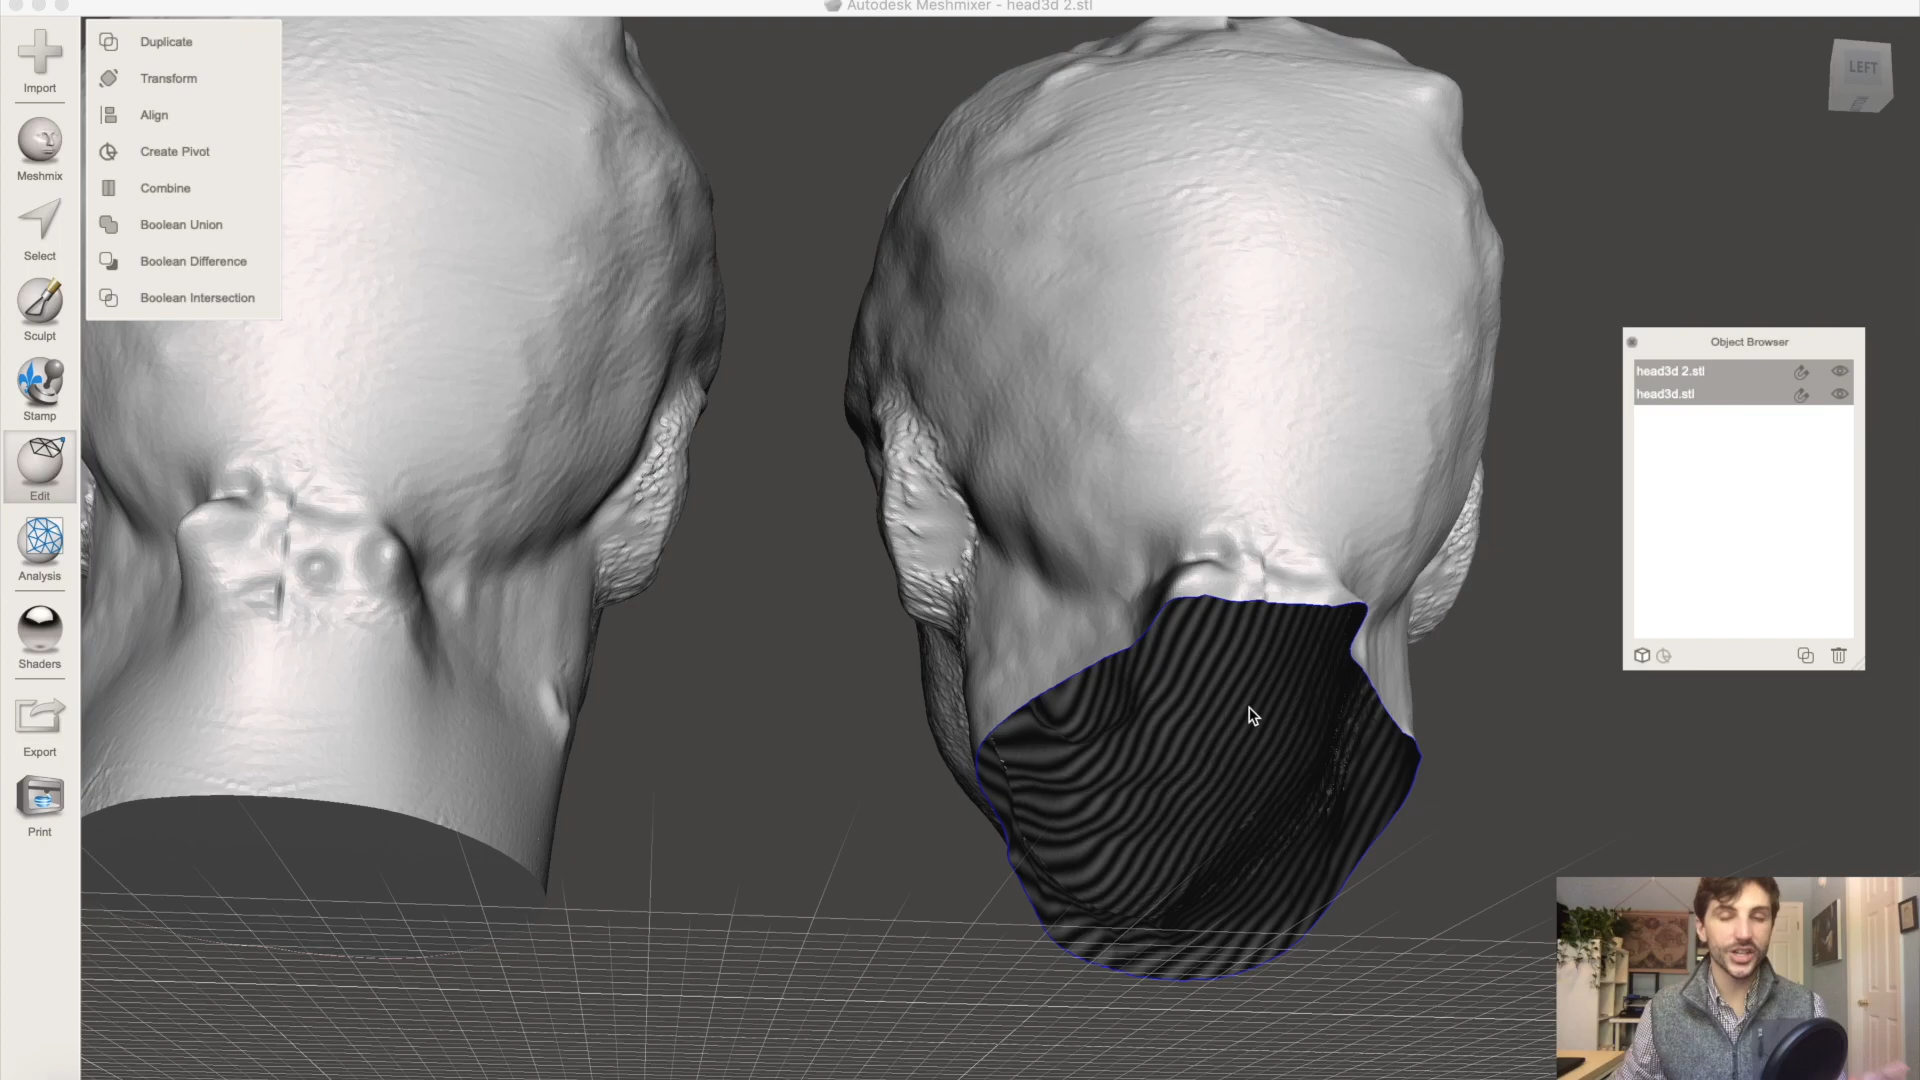 Autodesk Meshmixer - head3d 2.stl
Import
Meshmix
Select
Sculpt
Stamp
Edit
Analysis
Shaders
Export
Print
Duplicate
Transform
Align
Create Pivot
Combine
Boolean Union
Boolean Difference
Boolean Intersection
LEFT
Object Browser
head3d 2.stl
head3d.stl